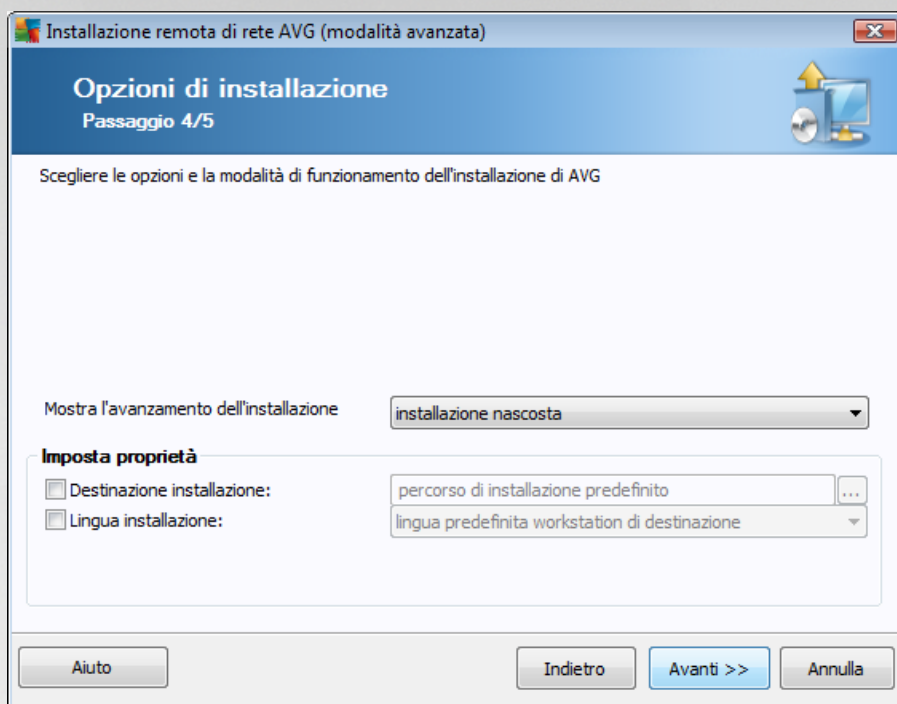 Installazione remota di rete AVG (modalità avanzata)
Opzioni di installazione
Passaggio 4/5
Scegliere le opzioni e la modalità di funzionamento dell'installazione di AVG
Mostra l'avanzamento dell'installazione
installazione nascosta
Imposta proprietà
Destinazione installazione:
percorso di installazione predefinito
...
Lingua installazione:
lingua predefinita workstation di destinazione
Aiuto
Indietro
Avanti >>
Annulla